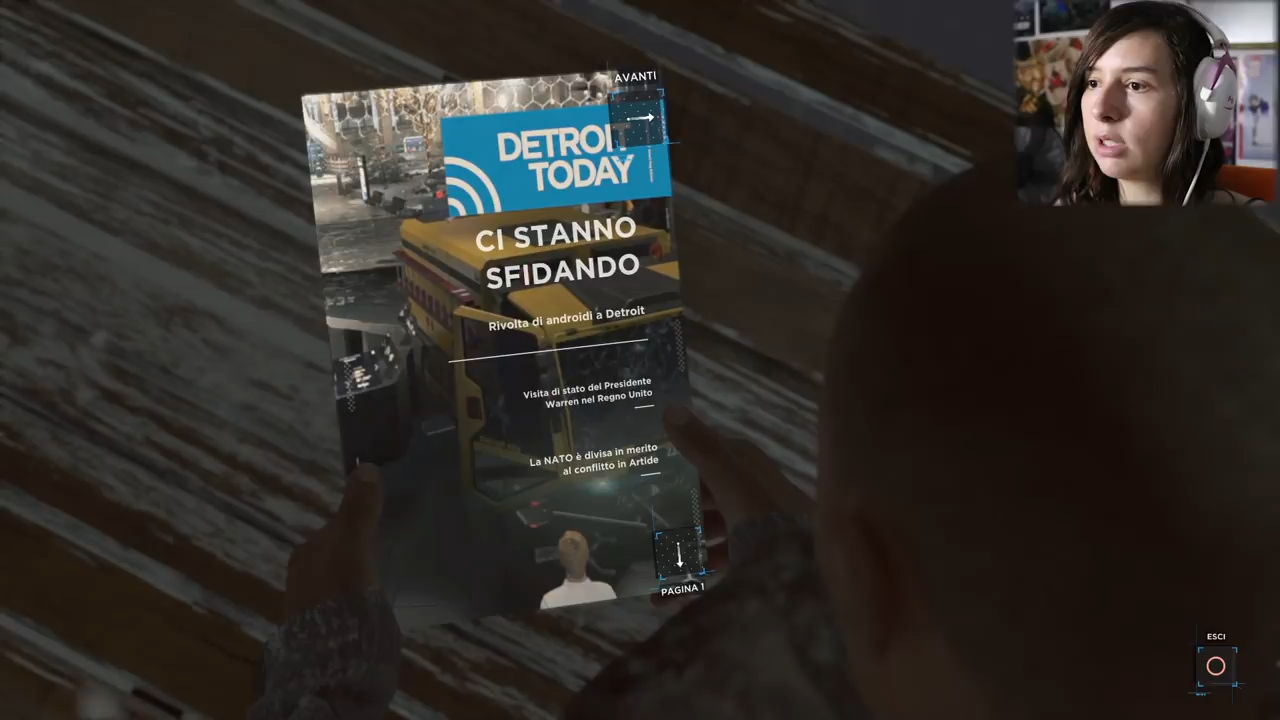 AVANTI
DETROIT
TODAY
CI STANNO
SFIDANDO
Rivolta di androidi a Detroit
Visita di stato del Presidente
Warren nel Regno Unito
La NATO è divisa in merito
al conflitto in Artide
PAGINA 1
ESCI